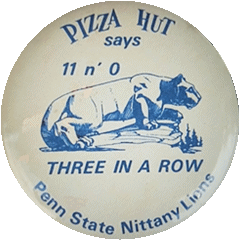 PIZZA HUT
says
11 n' 0
THREE IN A ROW
Penn State Nittany Lions